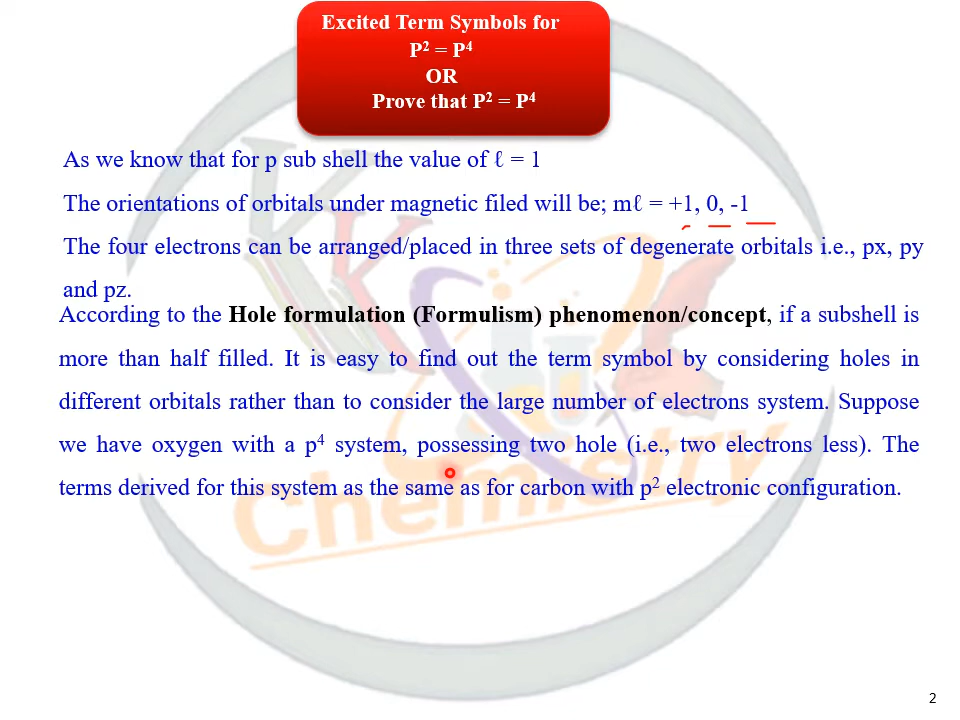 Excited Term Symbols for
P² = P⁴
OR
Prove that P² = P⁴
As we know that for p sub shell the value of ℓ = 1
The orientations of orbitals under magnetic filed will be; mℓ = +1, 0, -1
The four electrons can be arranged/placed in three sets of degenerate orbitals i.e., px, py
and pz.
According to the Hole formulation (Formulism) phenomenon/concept, if a subshell is
more than half filled. It is easy to find out the term symbol by considering holes in
different orbitals rather than to consider the large number of electrons system. Suppose
we have oxygen with a p⁴ system, possessing two hole (i.e., two electrons less). The
terms derived for this system as the same as for carbon with p² electronic configuration.
Chemistry
2